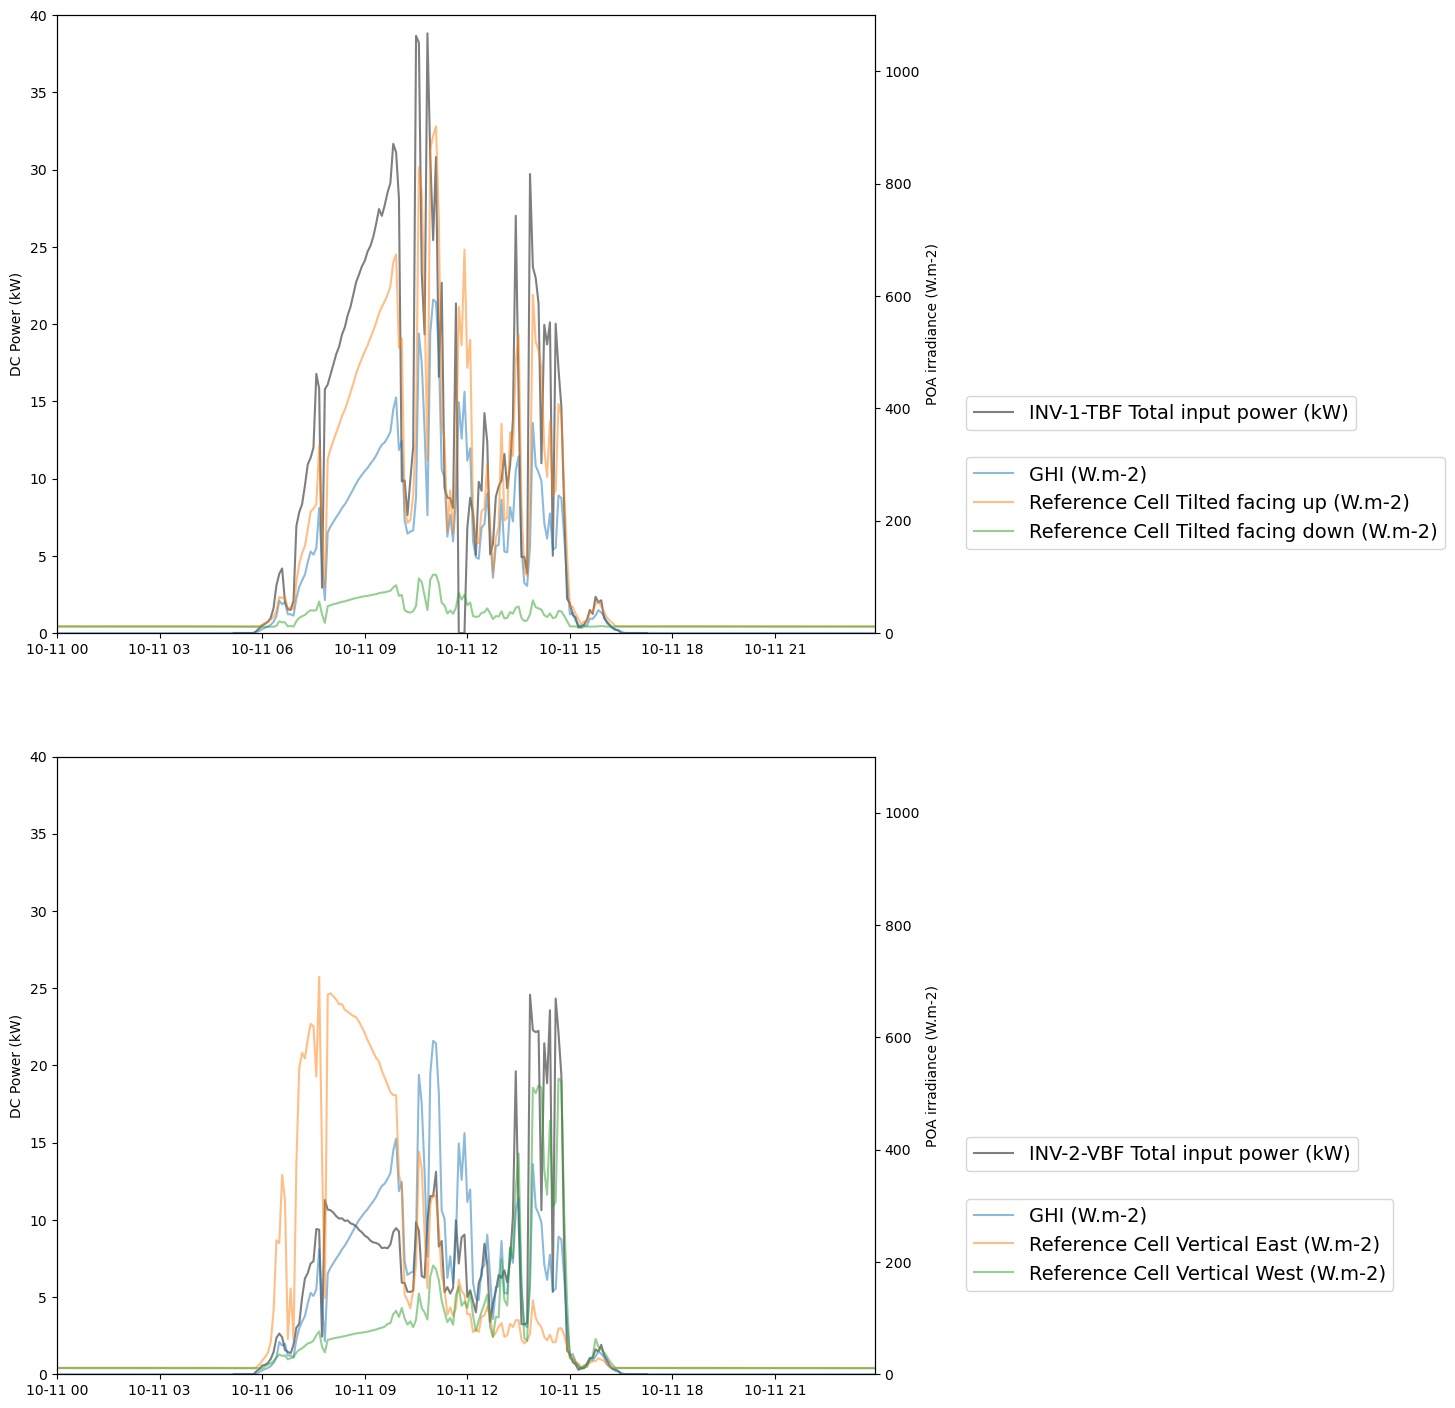 40
35
30
25
20
15
10
5
0
DC Power (kW)
1000
800
600
400
200
0
POA irradiance (W.m-2)
10-11 00 10-11 03 10-11 06 10-11 09 10-11 12 10-11 15 10-11 18 10-11 21
INV-1-TBF Total input power (kW)
GHI (W.m-2)
Reference Cell Tilted facing up (W.m-2)
Reference Cell Tilted facing down (W.m-2)
40
35
30
25
20
15
10
5
0
DC Power (kW)
1000
800
600
400
200
0
POA irradiance (W.m-2)
10-11 00 10-11 03 10-11 06 10-11 09 10-11 12 10-11 15 10-11 18 10-11 21
INV-2-VBF Total input power (kW)
GHI (W.m-2)
Reference Cell Vertical East (W.m-2)
Reference Cell Vertical West (W.m-2)